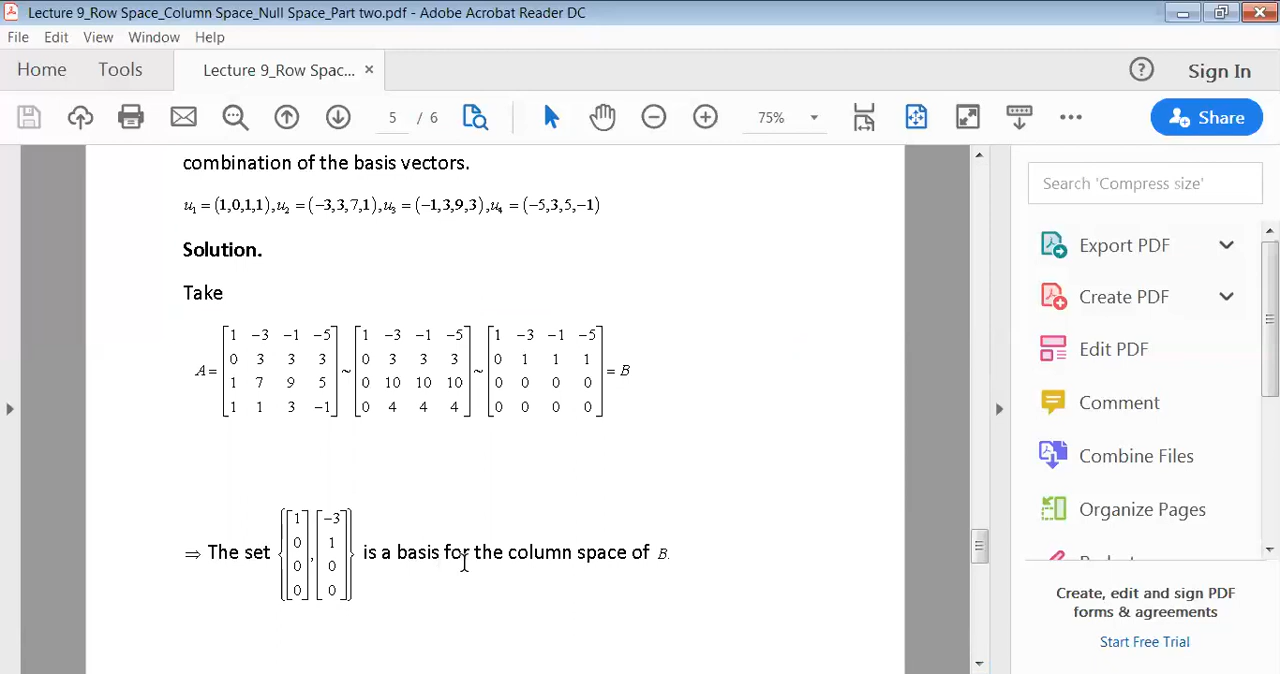 Lecture 9_Row Space_Column Space_Null Space_Part two.pdf - Adobe Acrobat Reader DC
File Edit View Window Help
Home Tools Lecture 9_Row Spac... × Sign In
5 / 6 75% Share
combination of the basis vectors.
u₁ = (1,0,1,1), u₂ = (−3,3,7,1), u₃ = (−1,3,9,3), u₄ = (−5,3,5,−1)
Solution.
Take
A = [1 −3 −1 −5; 0 3 3 3; 1 7 9 5; 1 1 3 −1] ~ [1 −3 −1 −5; 0 3 3 3; 0 10 10 10; 0 4 4 4] ~ [1 −3 −1 −5; 0 1 1 1; 0 0 0 0; 0 0 0 0] = B
⇒ The set {[1; 0; 0; 0], [−3; 1; 0; 0]} is a basis for the column space of B.
Search 'Compress size'
Export PDF
Create PDF
Edit PDF
Comment
Combine Files
Organize Pages
Create, edit and sign PDF
forms & agreements
Start Free Trial